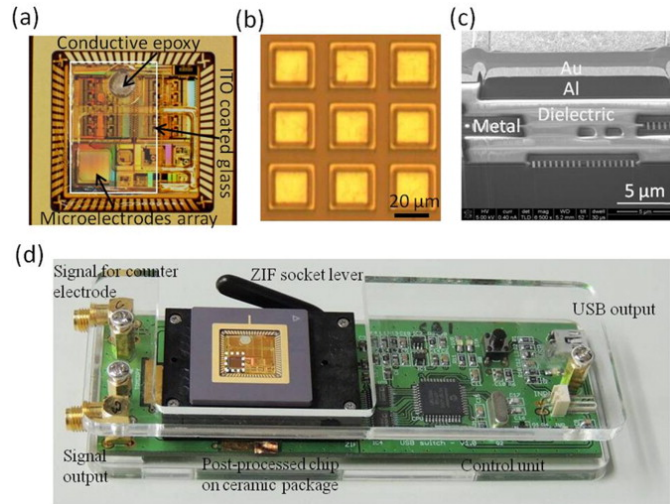 (a)
Conductive epoxy
ITO coated glass
Microelectrodes array
(b)
20 µm
(c)
Au
Al
Dielectric
Metal
5 µm
(d)
Signal for counter
electrode
ZIF socket lever
USB output
Signal
output
Post-processed chip
on ceramic package
Control unit